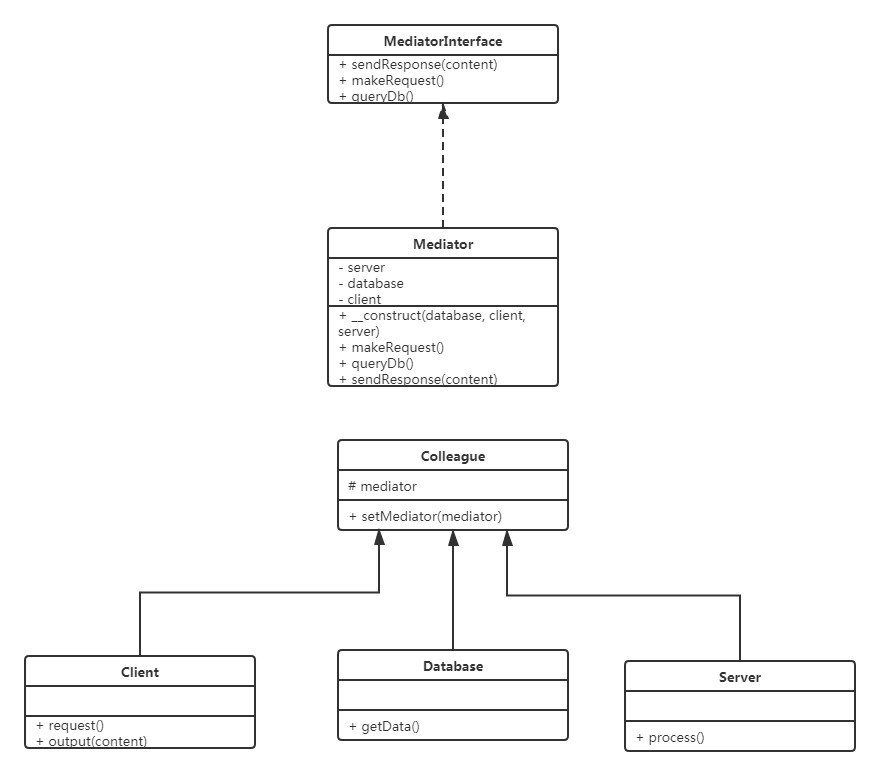 MediatorInterface
+ sendResponse(content)
+ makeRequest()
+ queryDb()
Mediator
- server
- database
- client
+ __construct(database, client,
server)
+ makeRequest()
+ queryDb()
+ sendResponse(content)
Colleague
# mediator
+ setMediator(mediator)
Client
+ request()
+ output(content)
Database
+ getData()
Server
+ process()